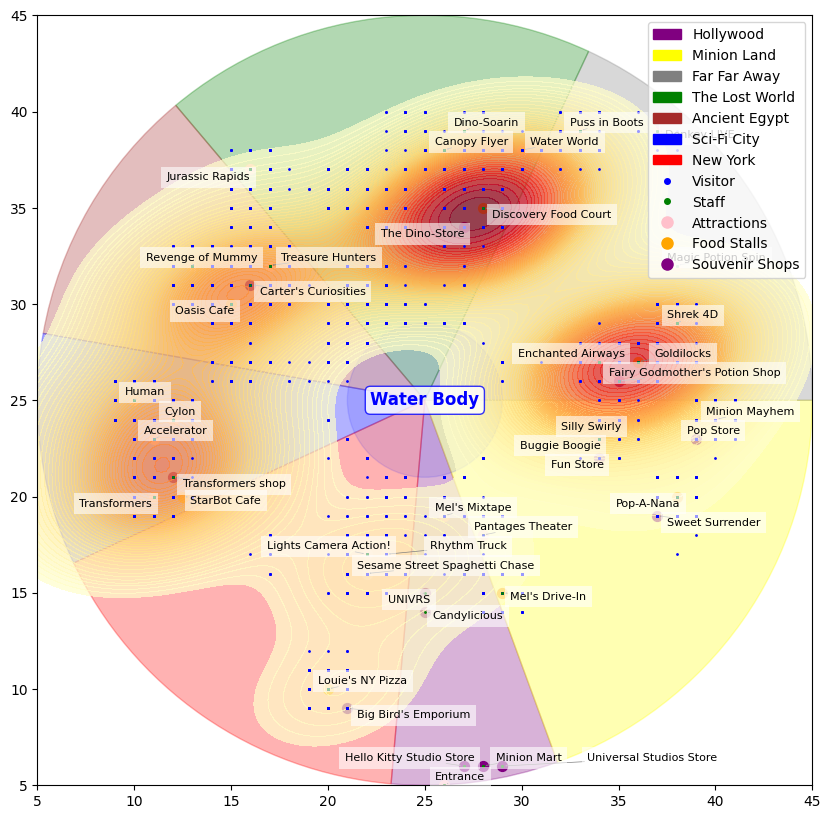 45
40
35
30
25
20
15
10
5
5
10
15
20
25
30
35
40
45
Hollywood
Minion Land
Far Far Away
The Lost World
Ancient Egypt
Sci-Fi City
New York
Visitor
Staff
Attractions
Food Stalls
Souvenir Shops
Dino-Soarin
Puss in Boots
Canopy Flyer
Water World
Jurassic Rapids
Discovery Food Court
The Dino-Store
Revenge of Mummy
Treasure Hunters
Magic Potion Spin
Carter's Curiosities
Oasis Cafe
Shrek 4D
Enchanted Airways
Goldilocks
Fairy Godmother's Potion Shop
Human
Water Body
Cylon
Minion Mayhem
Accelerator
Silly Swirly
Pop Store
Buggie Boogie
Fun Store
Transformers shop
Transformers
StarBot Cafe
Mel's Mixtape
Pop-A-Nana
Pantages Theater
Sweet Surrender
Lights Camera Action!
Rhythm Truck
Sesame Street Spaghetti Chase
UNIVRS
Mel's Drive-In
Candylicious
Louie's NY Pizza
Big Bird's Emporium
Hello Kitty Studio Store
Minion Mart
Universal Studios Store
Entrance